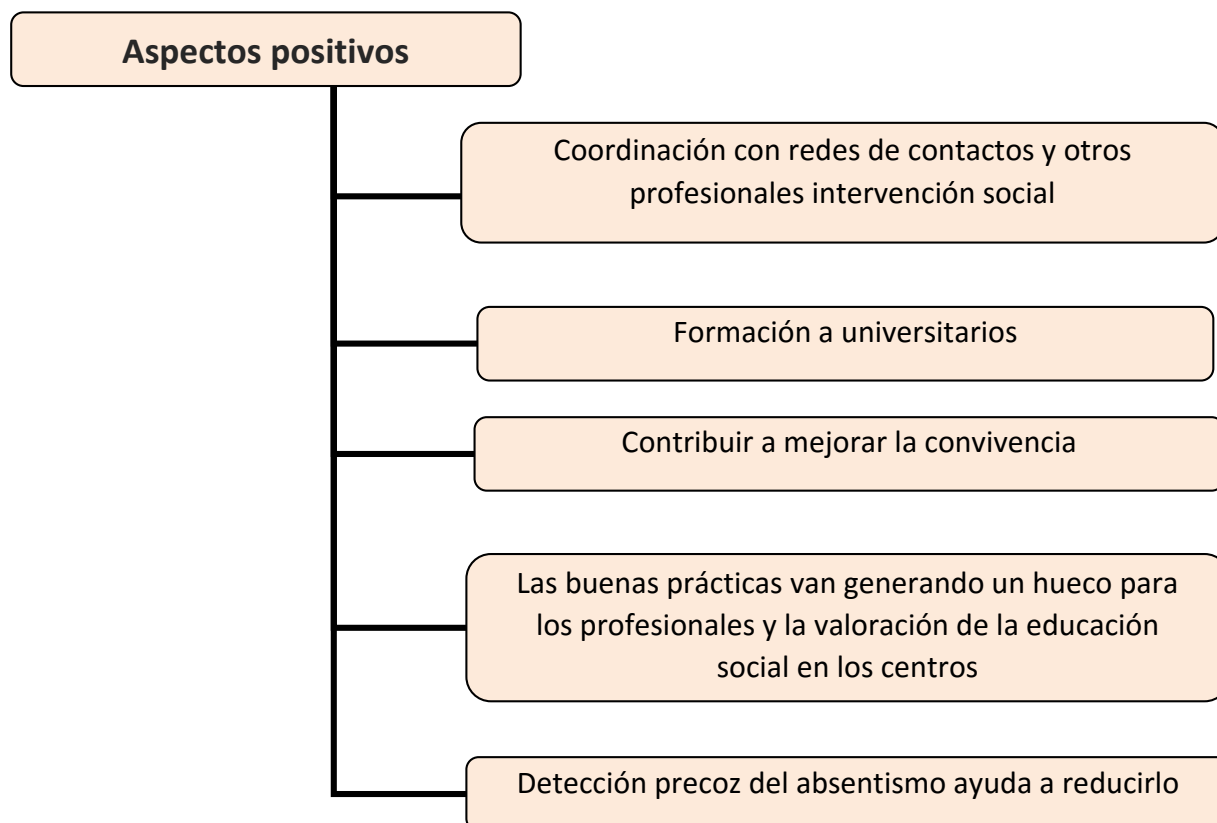 Aspectos positivos
Coordinación con redes de contactos y otros
profesionales intervención social
Formación a universitarios
Contribuir a mejorar la convivencia
Las buenas prácticas van generando un hueco para
los profesionales y la valoración de la educación
social en los centros
Detección precoz del absentismo ayuda a reducirlo